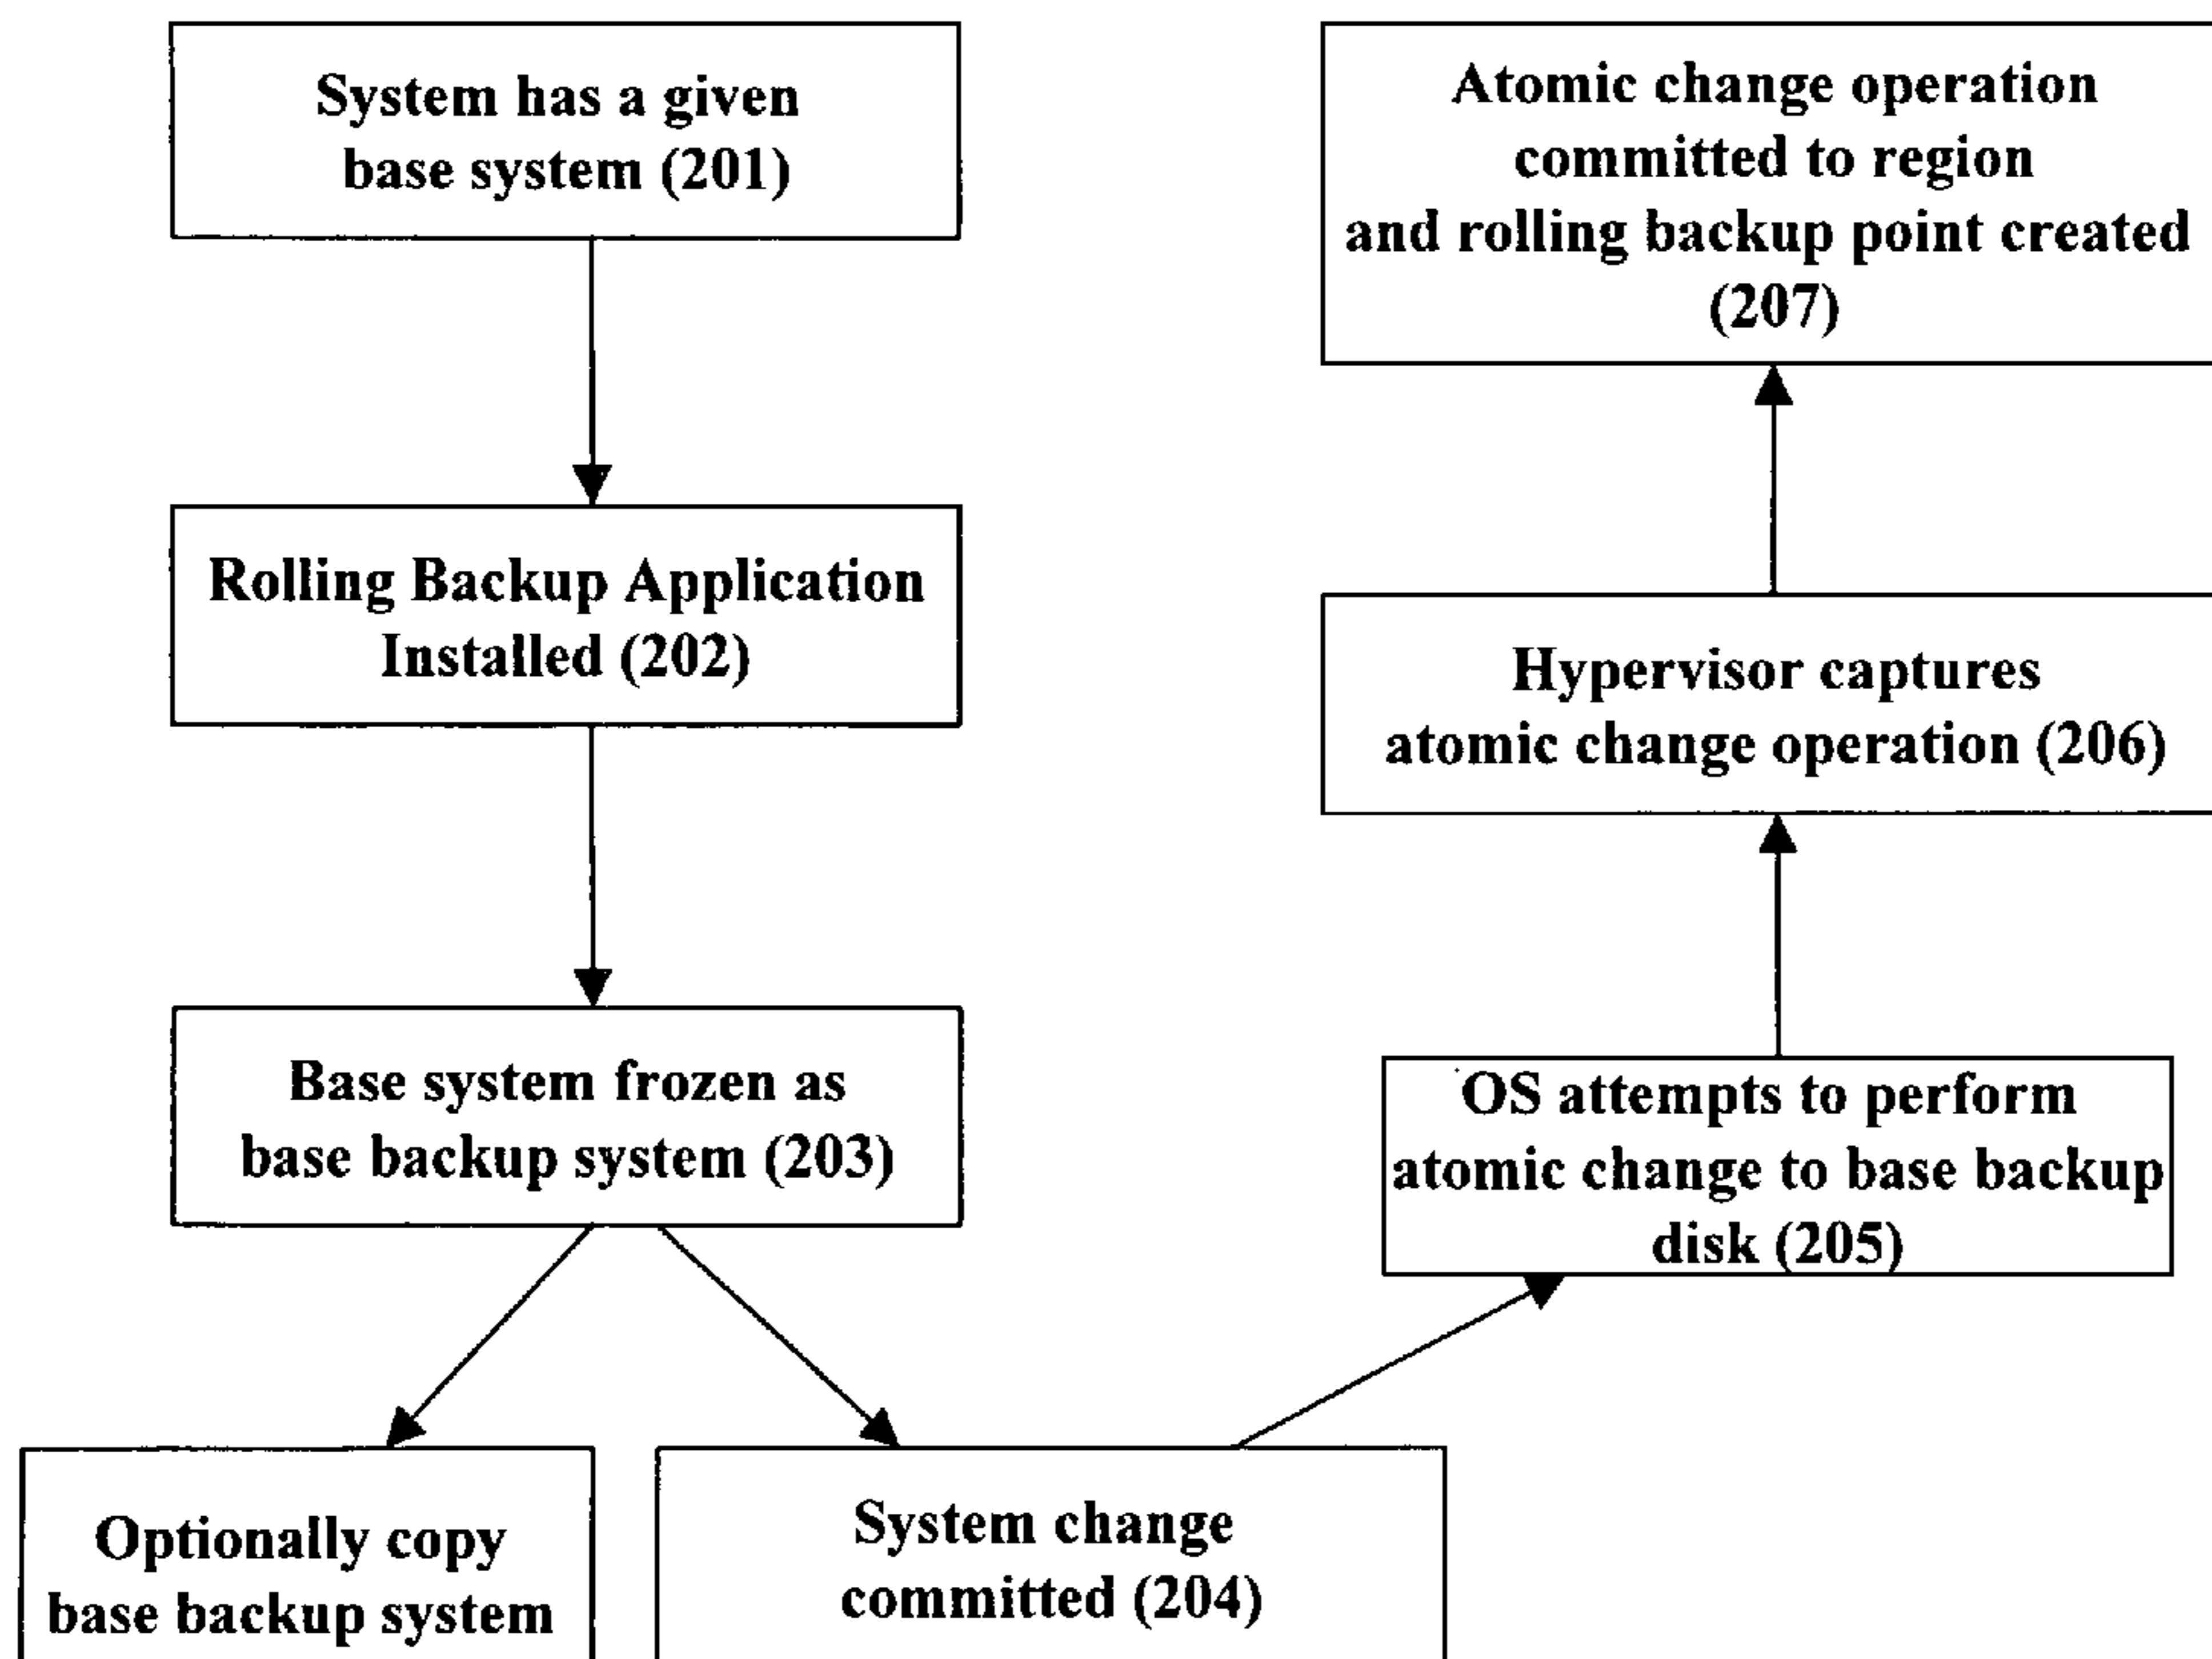 System has a given
base system (201)
Rolling Backup Application
Installed (202)
Base system frozen as
base backup system (203)
Optionally copy
base backup system
System change
committed (204)
OS attempts to perform
atomic change to base backup
disk (205)
Hypervisor captures
atomic change operation (206)
Atomic change operation
committed to region
and rolling backup point created
(207)